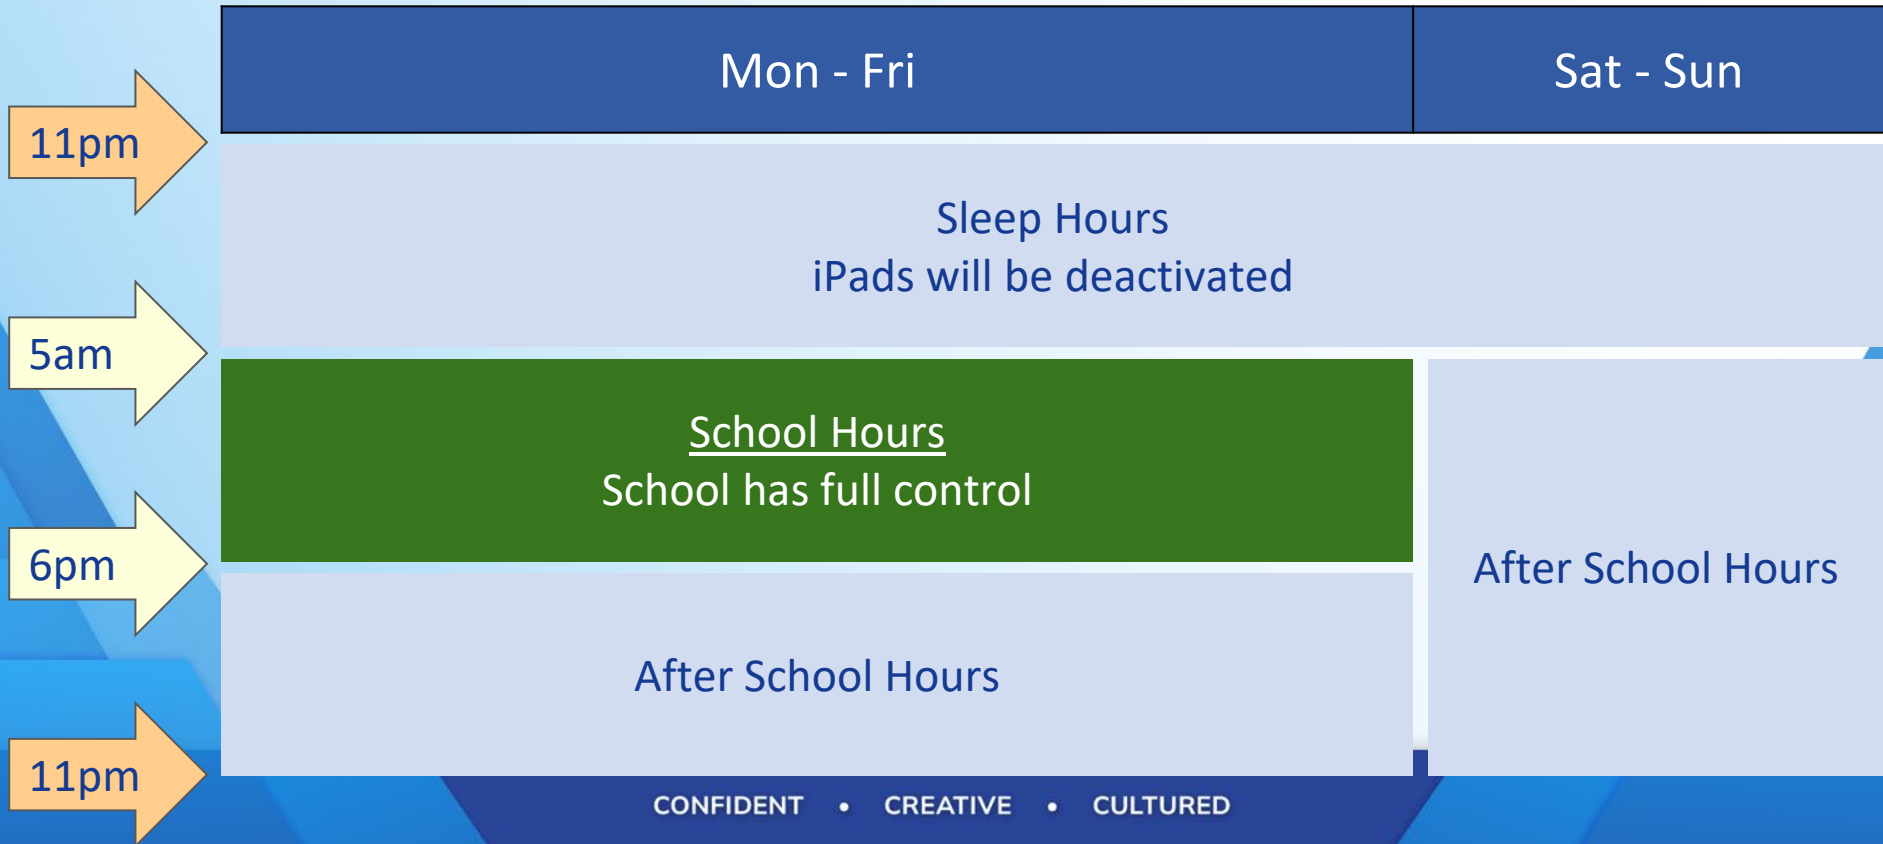 Mon - Fri
Sat - Sun
11pm
Sleep Hours
iPads will be deactivated
5am
School Hours
School has full control
6pm
After School Hours
After School Hours
11pm
CONFIDENT • CREATIVE • CULTURED